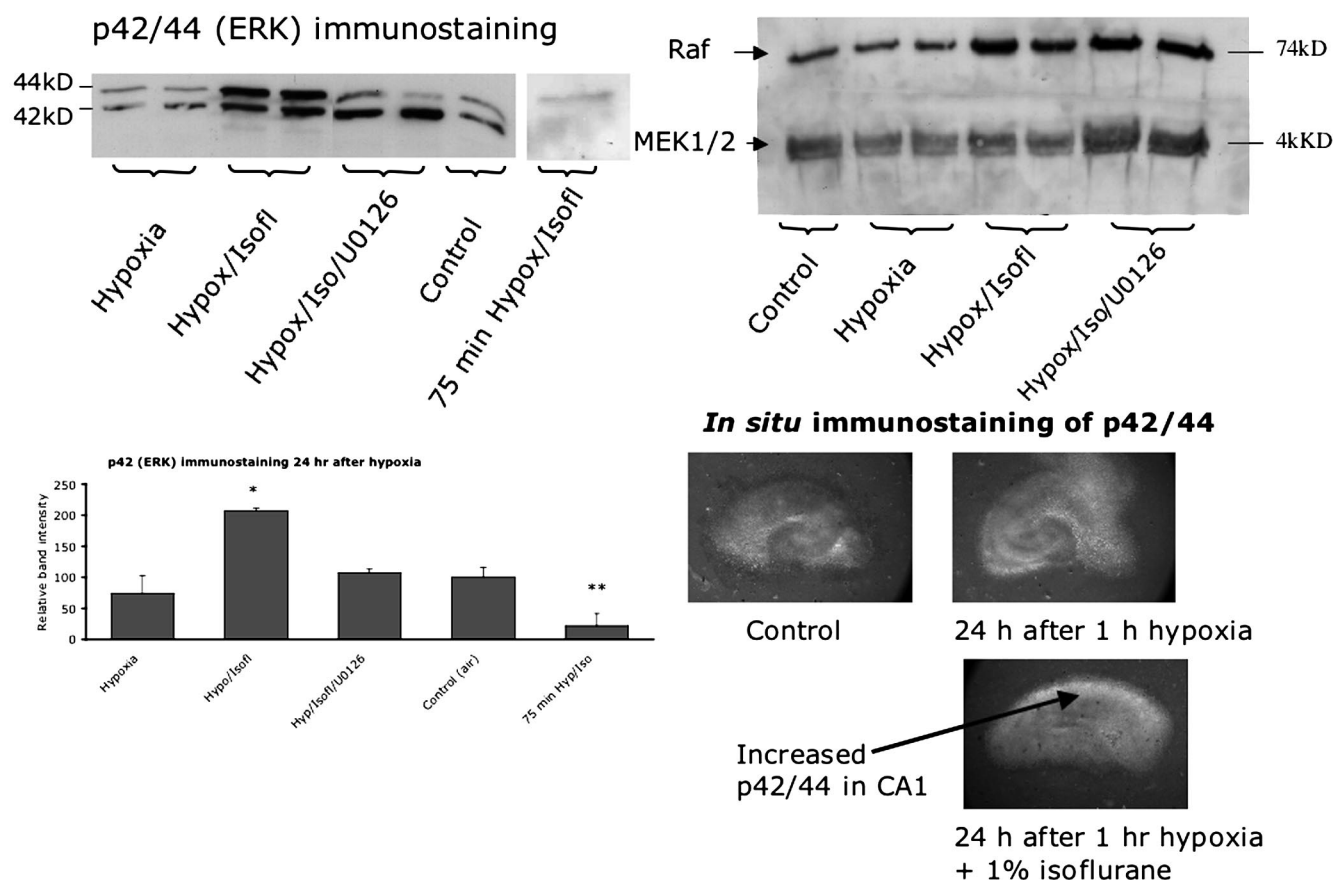 p42/44 (ERK) immunostaining
44kD
42kD
Hypoxia
Hypox/Isofl
Hypox/Iso/U0126
Control
75 min Hypox/Isofl
Raf
74kD
MEK1/2
4kKD
Control
Hypoxia
Hypox/Isofl
Hypox/Iso/U0126
p42 (ERK) immunostaining 24 hr after hypoxia
Relative band intensity
250
200
150
100
50
0
*
**
Hypoxia
Hypo/Isofl
Hyp/Isofl/U0126
Control (air)
75 min Hyp/Iso
In situ immunostaining of p42/44
Control
24 h after 1 h hypoxia
Increased
p42/44 in CA1
24 h after 1 hr hypoxia
+ 1% isoflurane